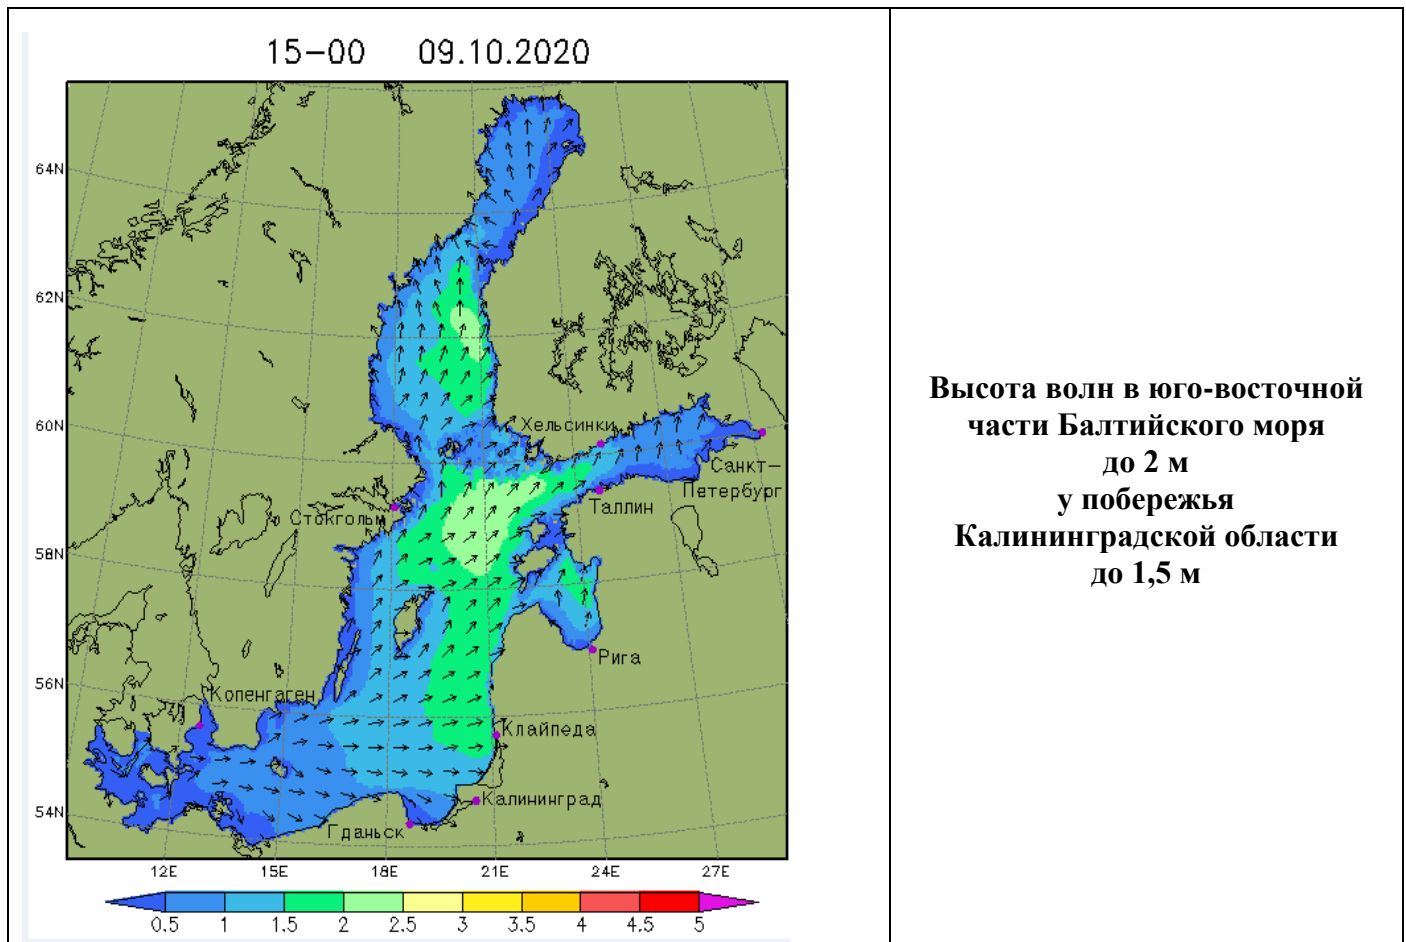 15-00 09.10.2020
64N
62N
60N
58N
56N
54N
Хельсинки
Санкт-
Петербург
Таллин
Стокгольм
Рига
Копенгаген
Клайпеда
Калининград
Гданьск
12E 15E 18E 21E 24E 27E
0.5 1 1.5 2 2.5 3 3.5 4 4.5 5
Высота волн в юго-восточной
части Балтийского моря
до 2 м
у побережья
Калининградской области
до 1,5 м